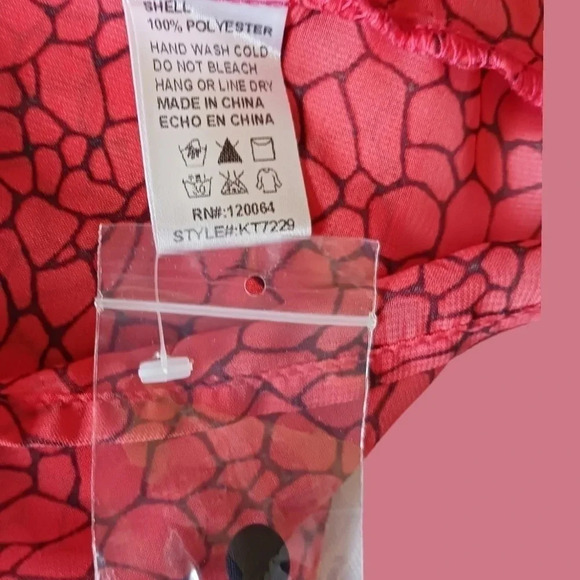 SHELL
100% POLYESTER
HAND WASH COLD
DO NOT BLEACH
HANG OR LINE DRY
MADE IN CHINA
ECHO EN CHINA
RN#:120064
STYLE#:KT7229